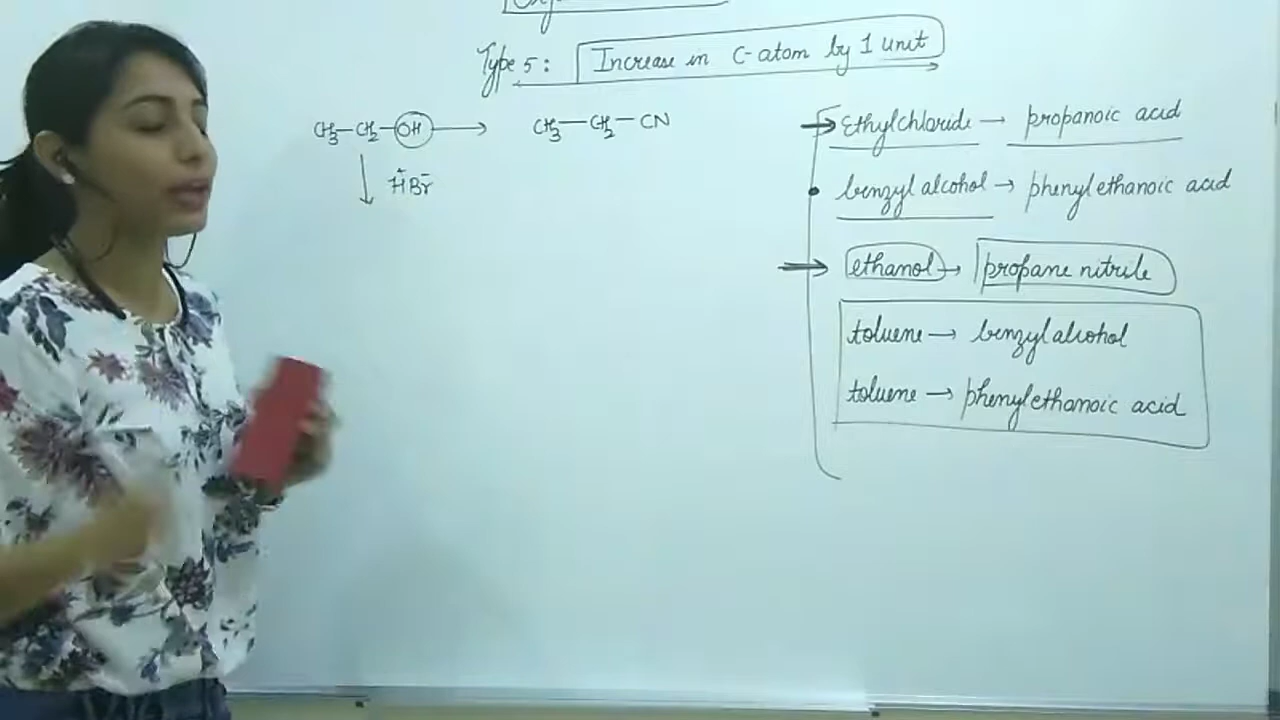 Type 5: Increase in C-atom by 1 unit
CH3—CH2—OH ⟶ CH3—CH2—CN
↓ H⁺Br⁻
→ Ethylchloride → propanoic acid
• benzyl alcohol → phenylethanoic acid
→ ethanol → propane nitrile
toluene → benzylalcohol
toluene → phenylethanoic acid